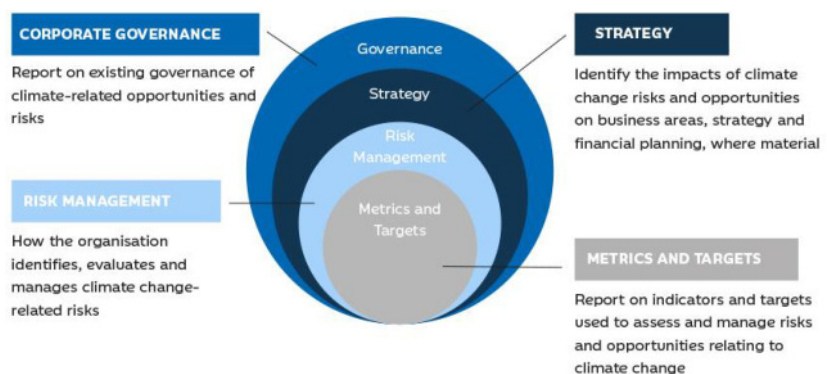 CORPORATE GOVERNANCE
Report on existing governance of
climate-related opportunities and
risks
RISK MANAGEMENT
How the organisation
identifies, evaluates and
manages climate change-
related risks
Governance
Strategy
Risk
Management
Metrics and
Targets
STRATEGY
Identify the impacts of climate
change risks and opportunities
on business areas, strategy and
financial planning, where material
METRICS AND TARGETS
Report on indicators and targets
used to assess and manage risks
and opportunities relating to
climate change